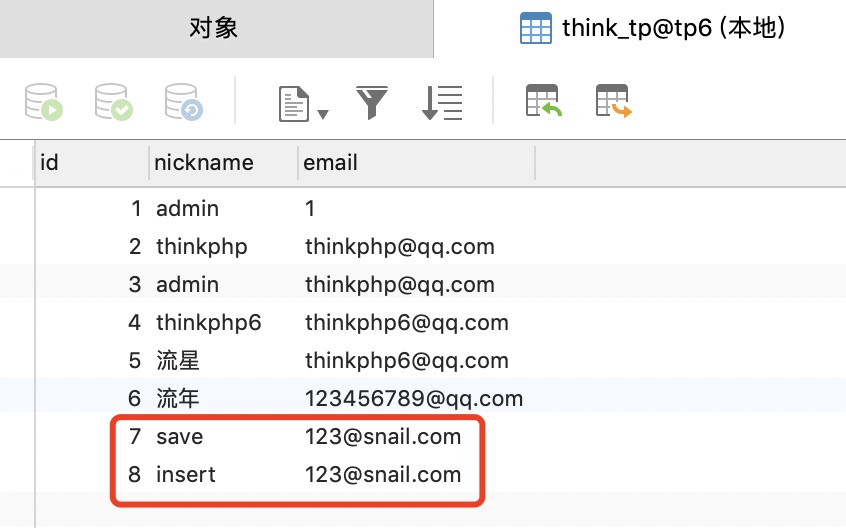 对象 think_tp@tp6 (本地)
id nickname email
1 admin 1
2 thinkphp thinkphp@qq.com
3 admin thinkphp@qq.com
4 thinkphp6 thinkphp6@qq.com
5 流星 thinkphp6@qq.com
6 流年 123456789@qq.com
7 save 123@snail.com
8 insert 123@snail.com